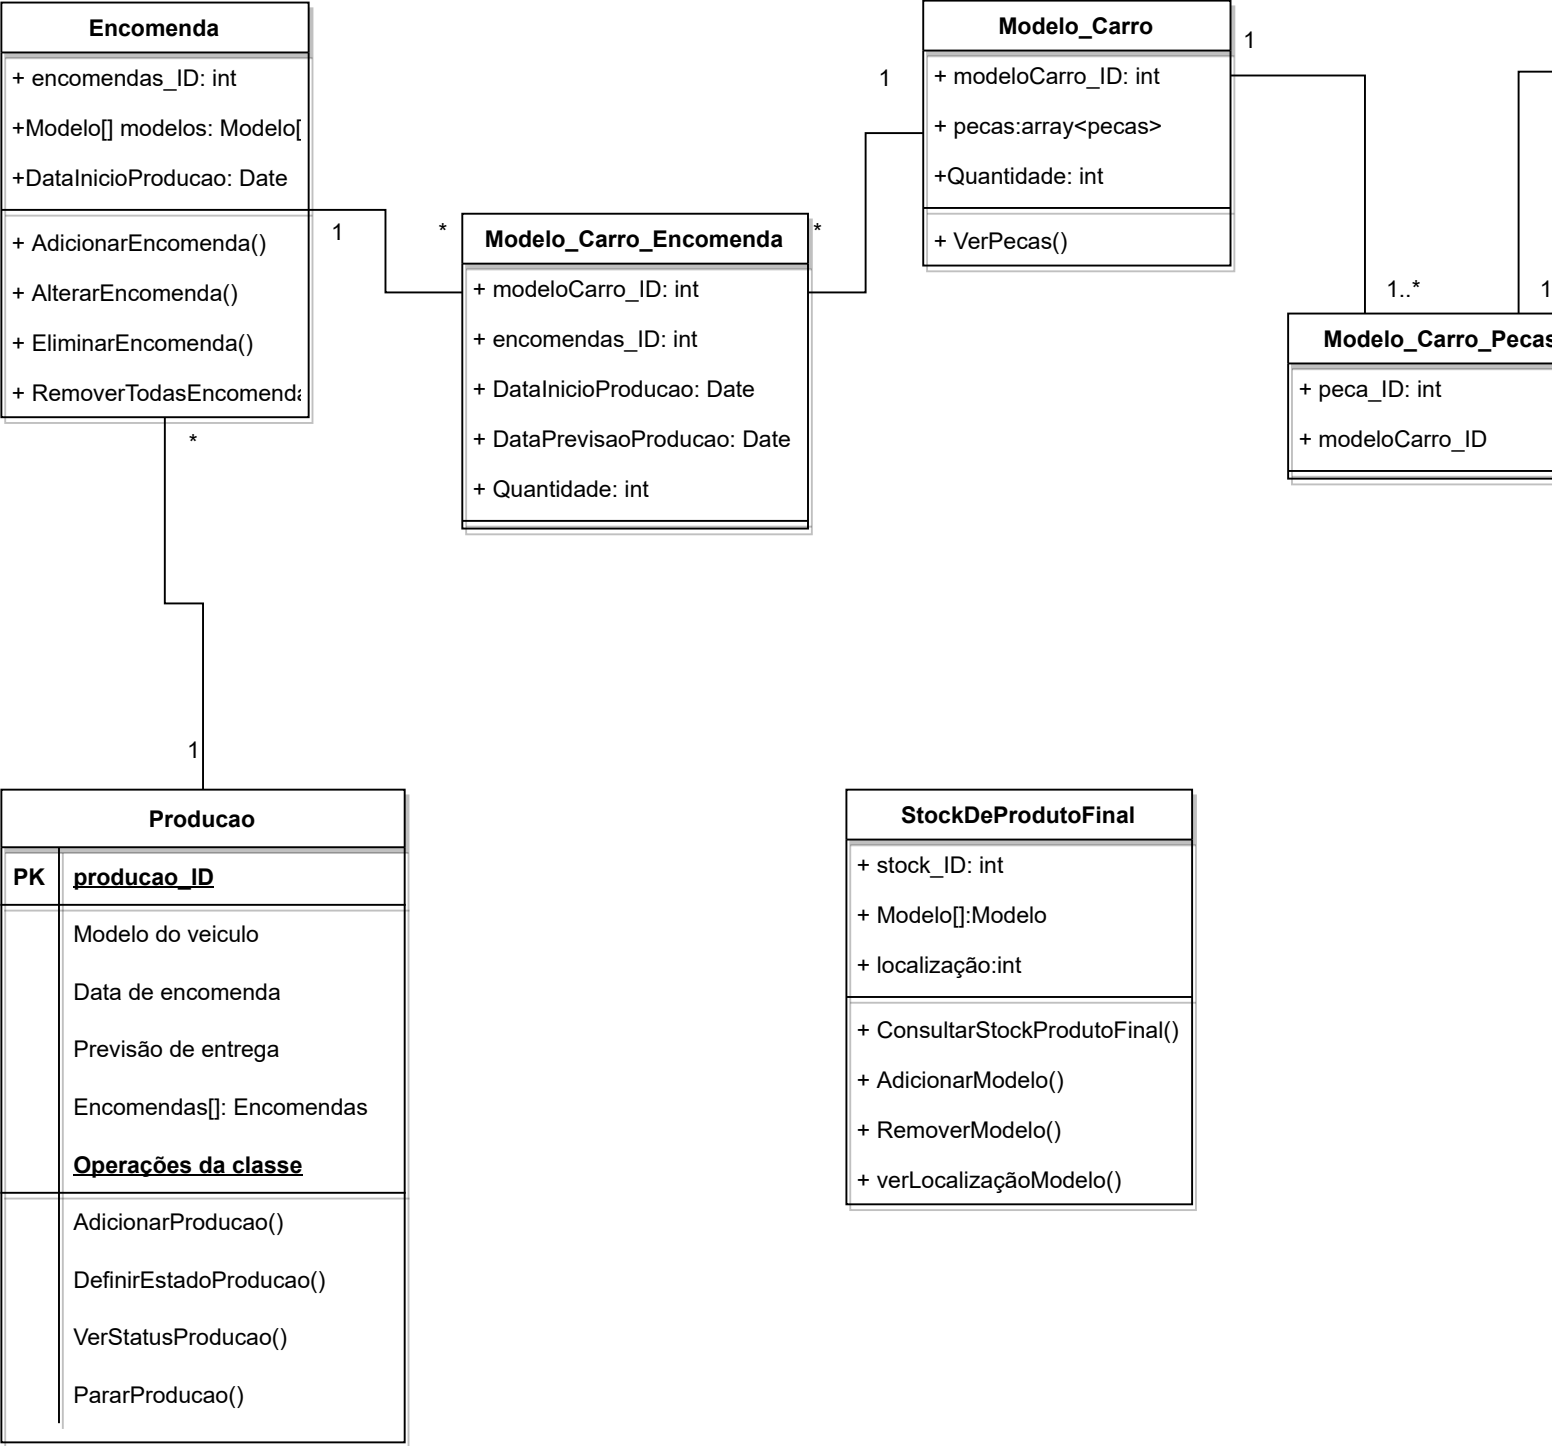 Encomenda
+ encomendas_ID: int
+Modelo[] modelos: Modelo[
+DataInicioProducao: Date
+ AdicionarEncomenda()
+ AlterarEncomenda()
+ EliminarEncomenda()
+ RemoverTodasEncomenda
1
*
*
1
Modelo_Carro_Encomenda
+ modeloCarro_ID: int
+ encomendas_ID: int
+ DataInicioProducao: Date
+ DataPrevisaoProducao: Date
+ Quantidade: int
*
1
Modelo_Carro
+ modeloCarro_ID: int
+ pecas:array<pecas>
+Quantidade: int
+ VerPecas()
1
1..*
1
Modelo_Carro_Pecas
+ peca_ID: int
+ modeloCarro_ID
Producao
PK producao_ID
Modelo do veiculo
Data de encomenda
Previsão de entrega
Encomendas[]: Encomendas
Operações da classe
AdicionarProducao()
DefinirEstadoProducao()
VerStatusProducao()
PararProducao()
StockDeProdutoFinal
+ stock_ID: int
+ Modelo[]:Modelo
+ localização:int
+ ConsultarStockProdutoFinal()
+ AdicionarModelo()
+ RemoverModelo()
+ verLocalizaçãoModelo()